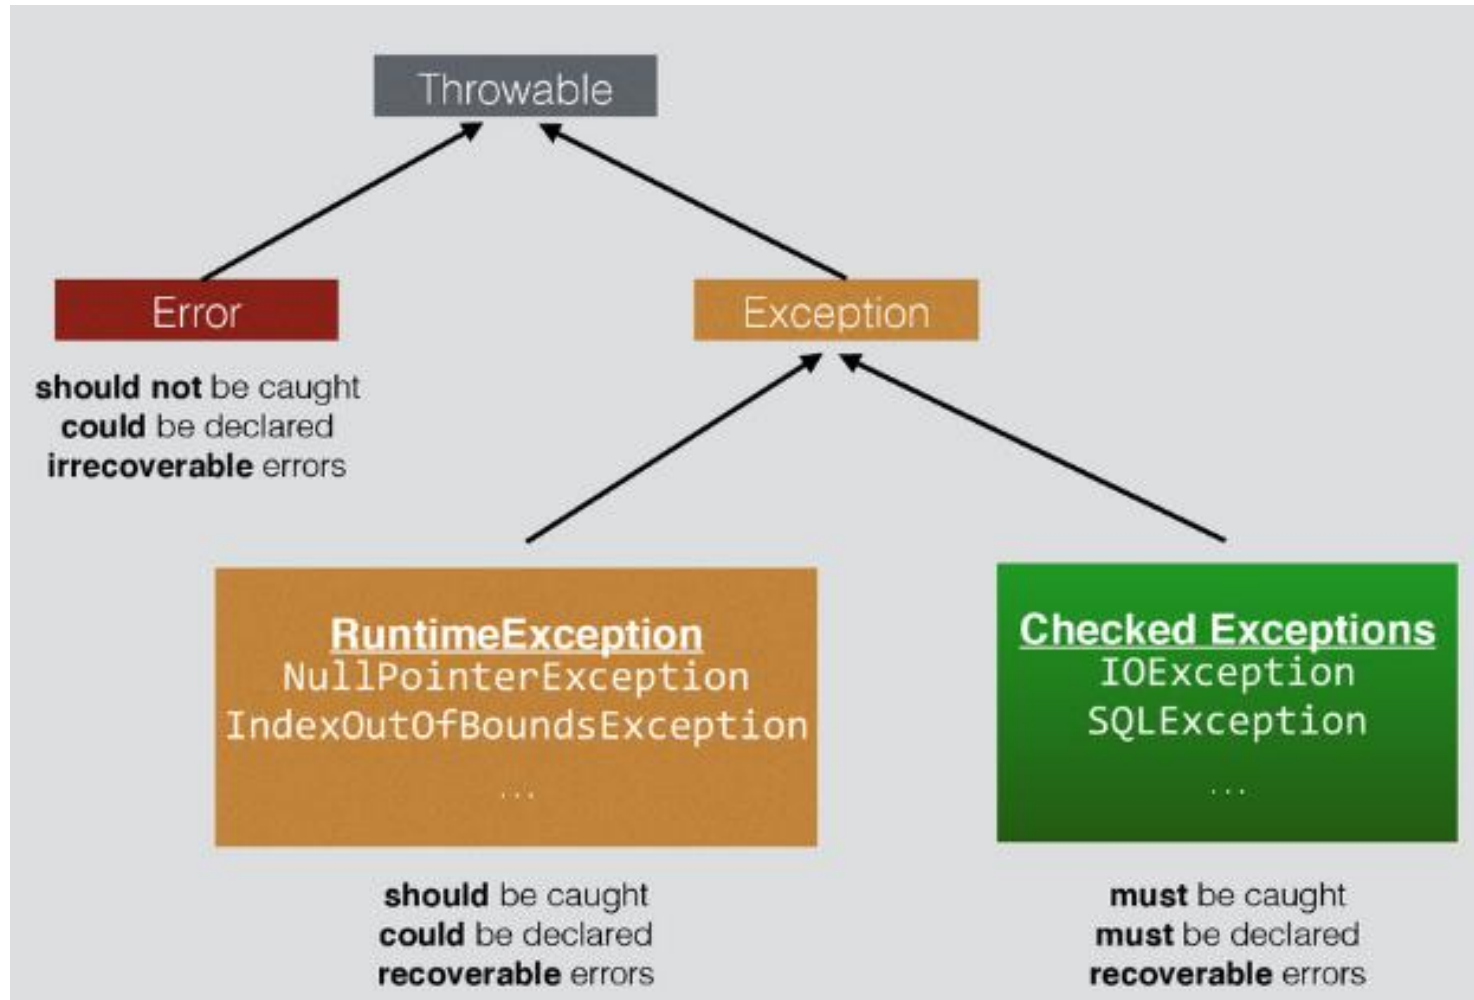 Throwable
Error
Exception
should not be caught
could be declared
irrecoverable errors
RuntimeException
NullPointerException
IndexOutOfBoundsException
...
Checked Exceptions
IOException
SQLException
...
should be caught
could be declared
recoverable errors
must be caught
must be declared
recoverable errors